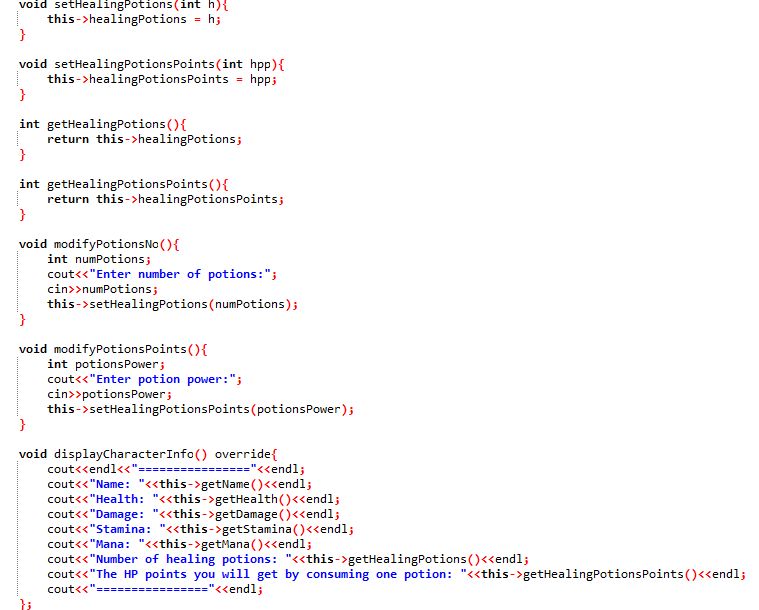 void setHealingPotions(int h){
this->healingPotions = h;
}
void setHealingPotionsPoints(int hpp){
this->healingPotionsPoints = hpp;
}
int getHealingPotions(){
return this->healingPotions;
}
int getHealingPotionsPoints(){
return this->healingPotionsPoints;
}
void modifyPotionsNo(){
int numPotions;
cout<<"Enter number of potions:";
cin>>numPotions;
this->setHealingPotions(numPotions);
}
void modifyPotionsPoints(){
int potionsPower;
cout<<"Enter potion power:";
cin>>potionsPower;
this->setHealingPotionsPoints(potionsPower);
}
void displayCharacterInfo() override{
cout<<endl<<"================"<<endl;
cout<<"Name: "<<this->getName()<<endl;
cout<<"Health: "<<this->getHealth()<<endl;
cout<<"Damage: "<<this->getDamage()<<endl;
cout<<"Stamina: "<<this->getStamina()<<endl;
cout<<"Mana: "<<this->getMana()<<endl;
cout<<"Number of healing potions: "<<this->getHealingPotions()<<endl;
cout<<"The HP points you will get by consuming one potion: "<<this->getHealingPotionsPoints()<<endl;
cout<<"================"<<endl;
};